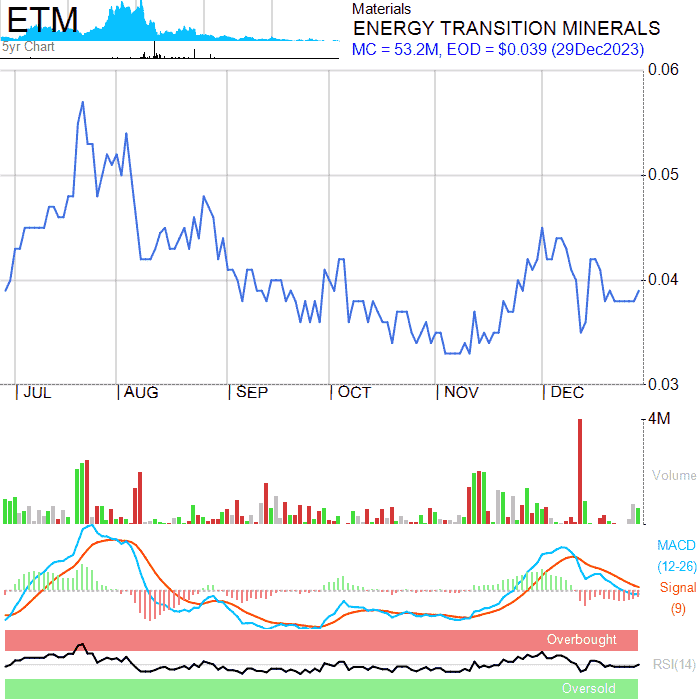 ETM
5yr Chart
Materials
ENERGY TRANSITION MINERALS
MC = 53.2M, EOD = $0.039 (29Dec2023)
0.06
0.05
0.04
0.03
JUL AUG SEP OCT NOV DEC
4M
Volume
MACD
(12-26)
Signal
(9)
Overbought
RSI(14)
Oversold